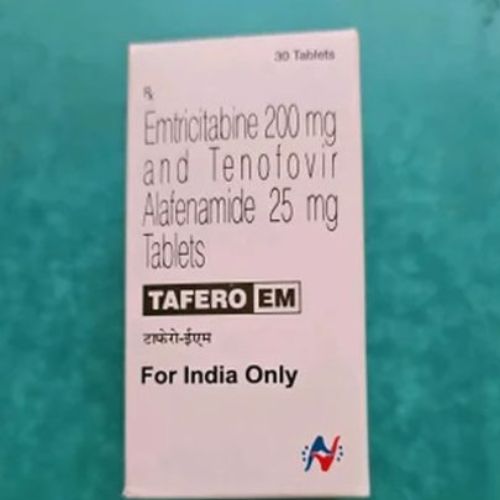 30 Tablets
℞
Emtricitabine 200 mg
and Tenofovir
Alafenamide 25 mg
Tablets
TAFERO EM
टाफेरो-ईएम
For India Only